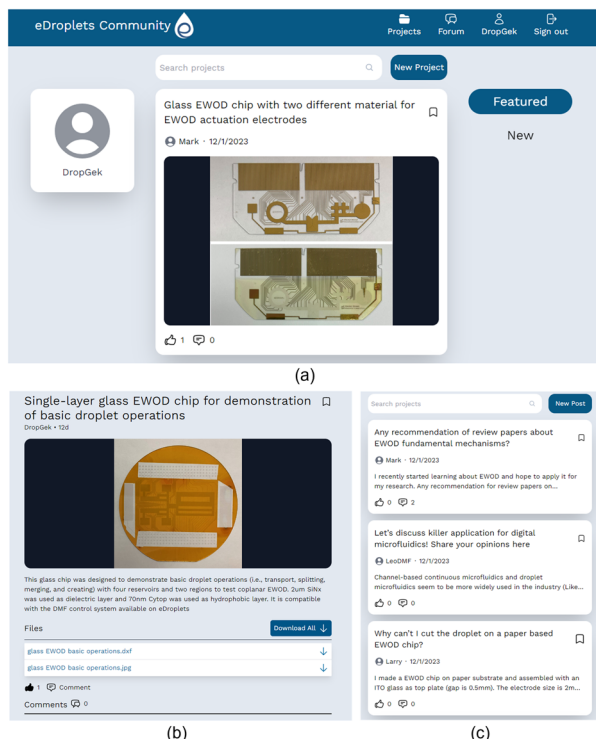 eDroplets Community
Projects Forum DropGek Sign out
Search projects
New Project
DropGek
Glass EWOD chip with two different material for
EWOD actuation electrodes
Mark · 12/1/2023
1 0
Featured
New
(a)
Single-layer glass EWOD chip for demonstration
of basic droplet operations
DropGek • 12d
This glass chip was designed to demonstrate basic droplet operations (i.e., transport, splitting,
merging, and creating) with four reservoirs and two regions to test coplanar EWOD. 2um SiNx
was used as dielectric layer and 70nm Cytop was used as hydrophobic layer. It is compatible
with the DMF control system available on eDroplets
Files
Download All
glass EWOD basic operations.dxf
glass EWOD basic operations.jpg
1 Comment
Comments 0
(b)
Search projects
New Post
Any recommendation of review papers about
EWOD fundamental mechanisms?
Mark · 12/1/2023
I recently started learning about EWOD and hope to apply it for
my research. Any recommendation for review papers on...
0 2
Let's discuss killer application for digital
microfluidics! Share your opinions here
LeoDMF · 12/1/2023
Channel-based continuous microfluidics and droplet
microfluidics seem to be more widely used in the industry (Like...
0 0
Why can't I cut the droplet on a paper based
EWOD chip?
Larry · 12/1/2023
I made a EWOD chip on paper substrate and assembled with an
ITO glass as top plate (gap is 0.5mm). The electrode size is 2m...
0 0
(c)